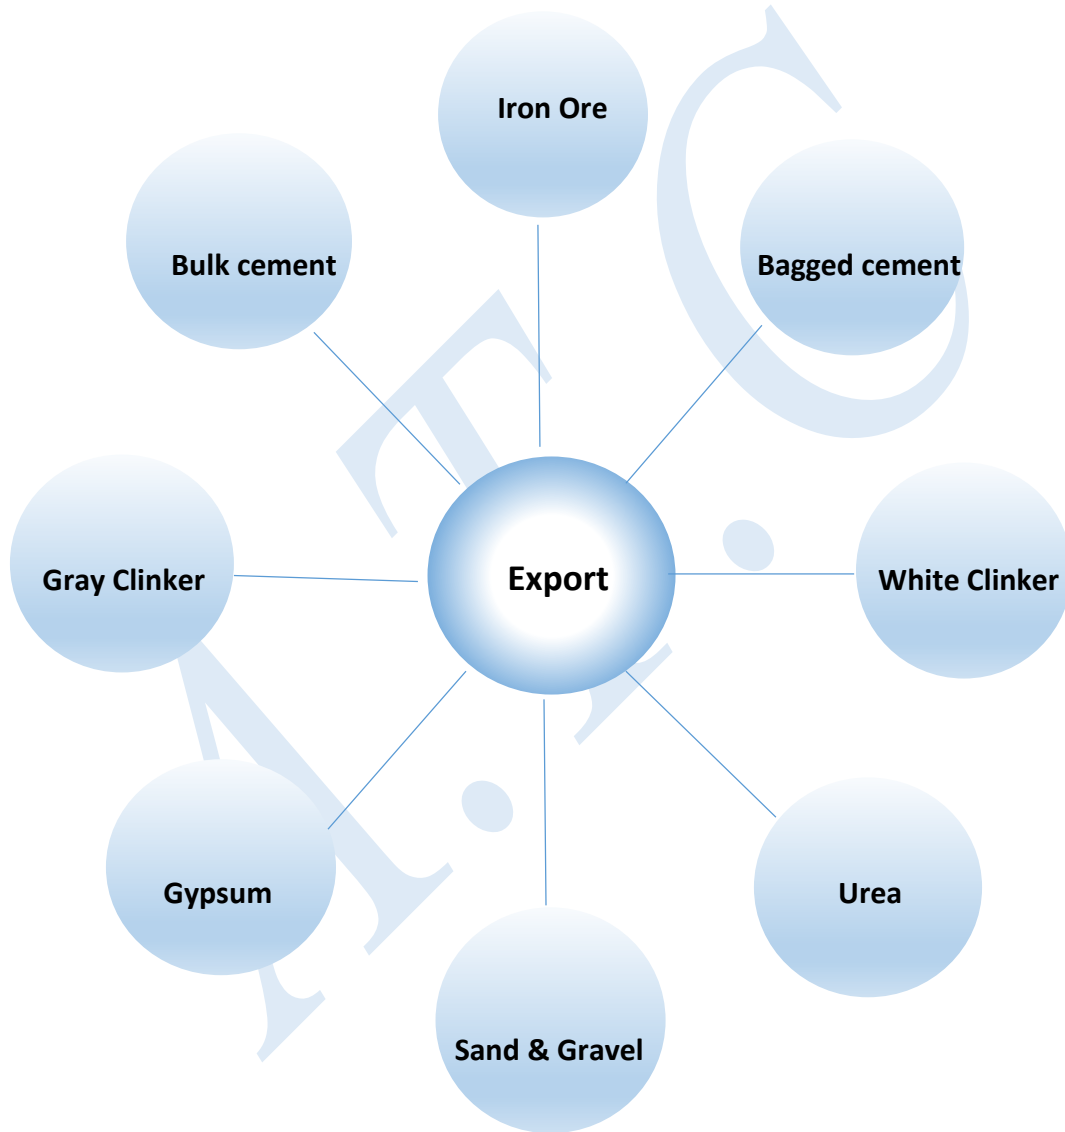 Iron Ore
Bulk cement
Bagged cement
Gray Clinker
Export
White Clinker
Gypsum
Urea
Sand & Gravel
A.T.C